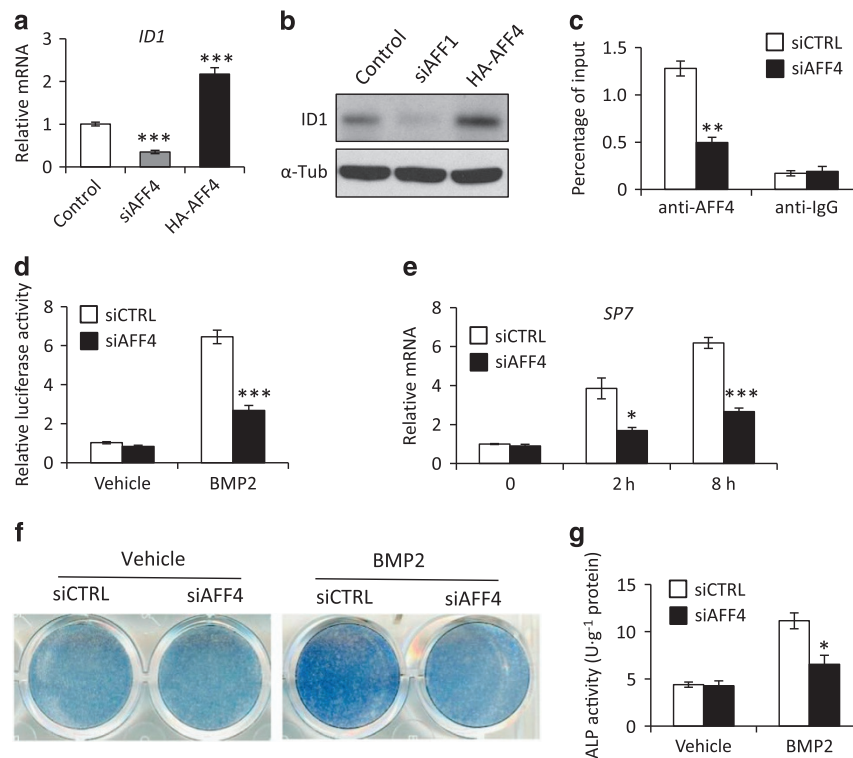 a
ID1
Relative mRNA
3
2
1
0
***
***
Control
siAFF4
HA-AFF4
b
Control
siAFF1
HA-AFF4
ID1
α-Tub
c
Percentage of input
1.5
1.0
0.5
0
siCTRL
siAFF4
**
anti-AFF4
anti-IgG
d
Relative luciferase activity
8
6
4
2
0
siCTRL
siAFF4
***
Vehicle
BMP2
e
SP7
Relative mRNA
8
6
4
2
0
siCTRL
siAFF4
*
***
0
2 h
8 h
f
Vehicle
BMP2
siCTRL
siAFF4
siCTRL
siAFF4
g
ALP activity (U·g⁻¹ protein)
15
10
5
0
siCTRL
siAFF4
*
Vehicle
BMP2